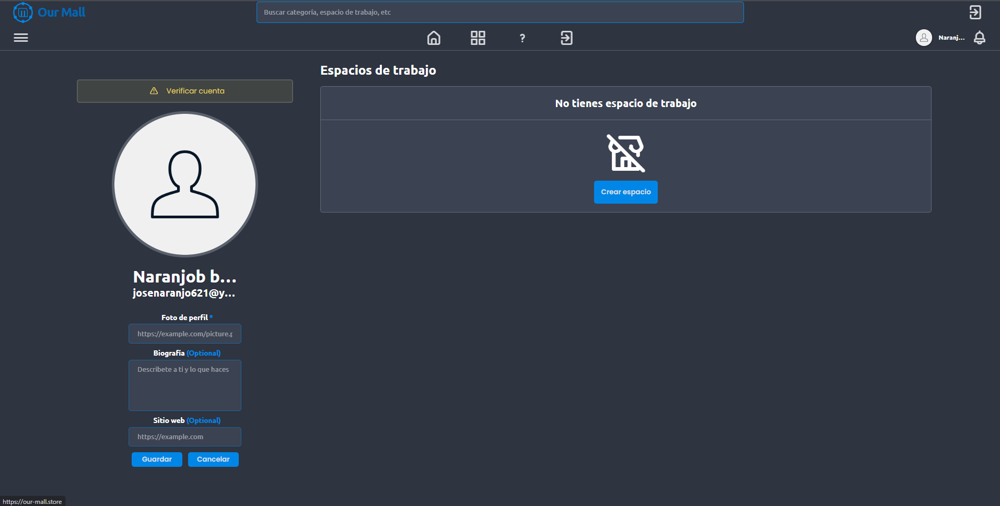 Our Mall
Buscar categoría, espacio de trabajo, etc
?
Naranj...
Verificar cuenta
Naranjob b...
josenaranjo621@y...
Foto de perfil *
https://example.com/picture.p
Biografía (Optional)
Describete a ti y lo que haces
Sitio web (Optional)
https://example.com
Guardar Cancelar
Espacios de trabajo
No tienes espacio de trabajo
Crear espacio
https://our-mall.store